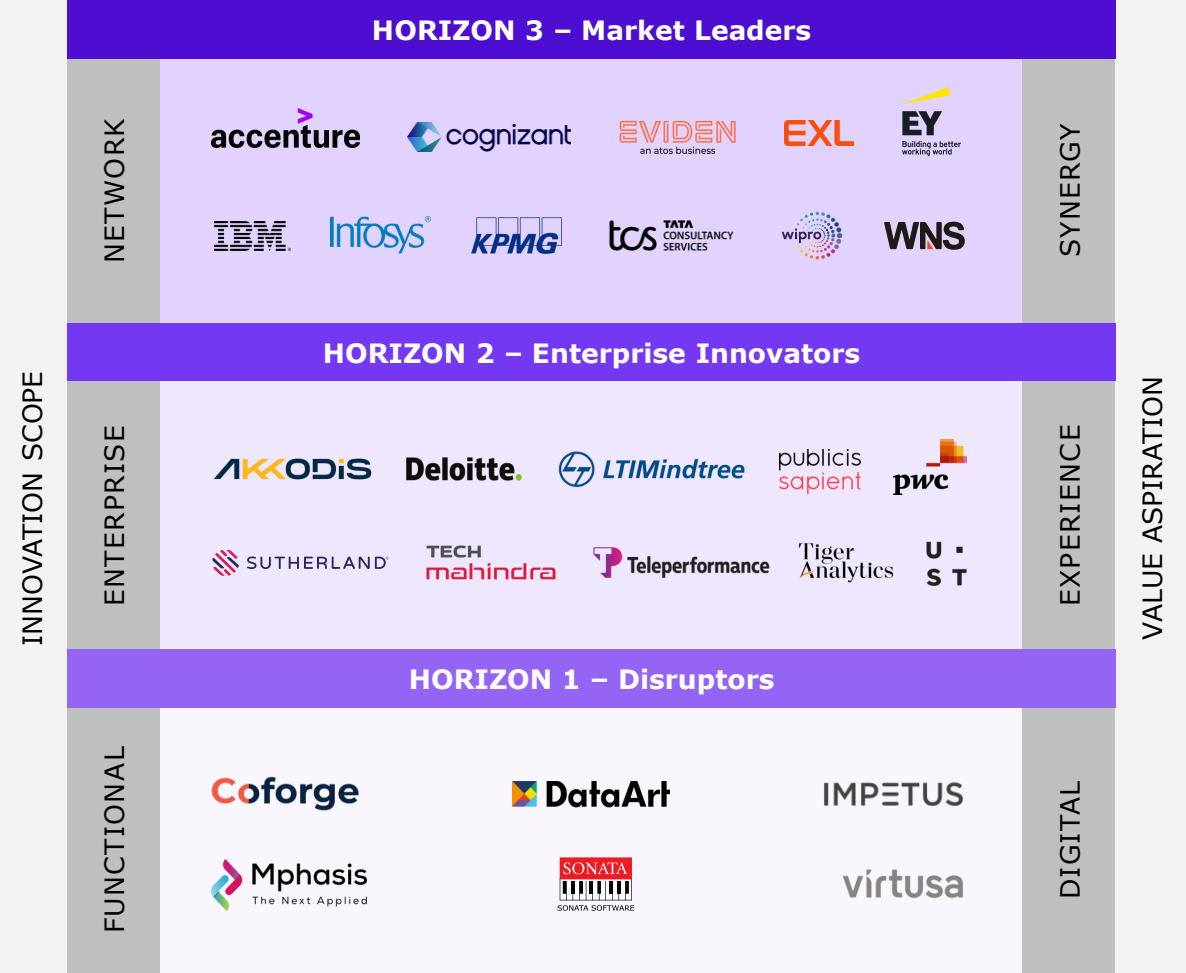 HORIZON 3 – Market Leaders
INNOVATION SCOPE
NETWORK
accenture
cognizant
EVIDEN
an atos business
EXL
EY
Building a better
working world
IBM®
Infosys®
KPMG
tcs
TATA
CONSULTANCY
SERVICES
wipro
WNS
SYNERGY
VALUE ASPIRATION
HORIZON 2 – Enterprise Innovators
ENTERPRISE
AKKODiS
Deloitte.
LTIMindtree
publicis
sapient
pwc
SUTHERLAND®
TECH
mahindra
Teleperformance
Tiger
Analytics
U ·
S T
EXPERIENCE
HORIZON 1 – Disruptors
FUNCTIONAL
Coforge
DataArt
IMPETUS
Mphasis
The Next Applied
SONATA
SONATA SOFTWARE
virtusa
DIGITAL